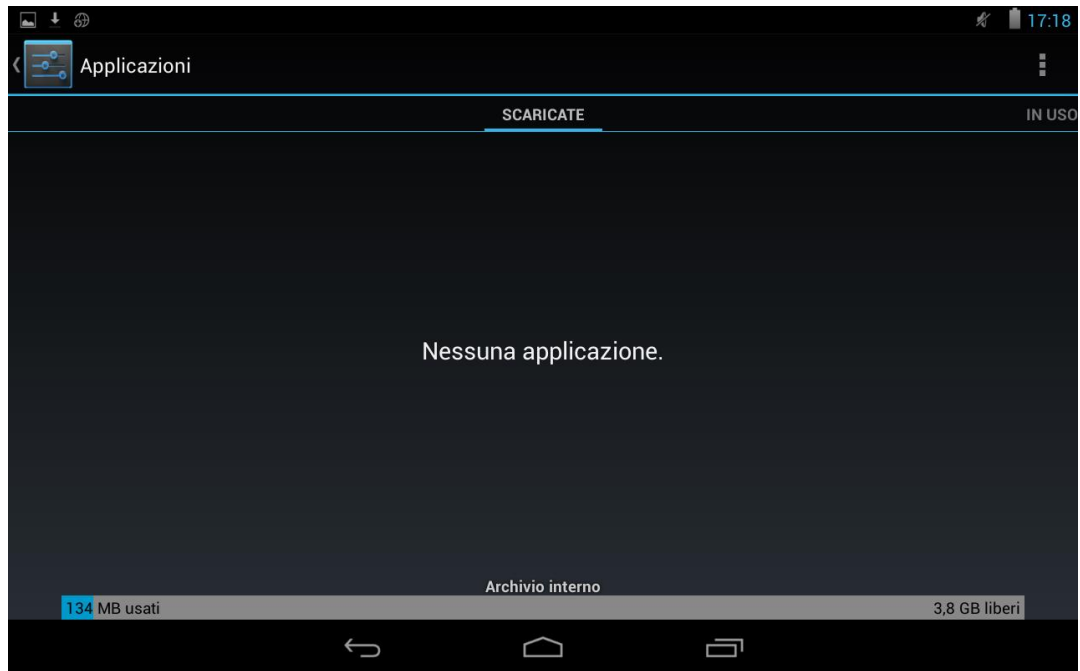 17:18
Applicazioni
SCARICATE
IN USO
Nessuna applicazione.
Archivio interno
134 MB usati
3,8 GB liberi